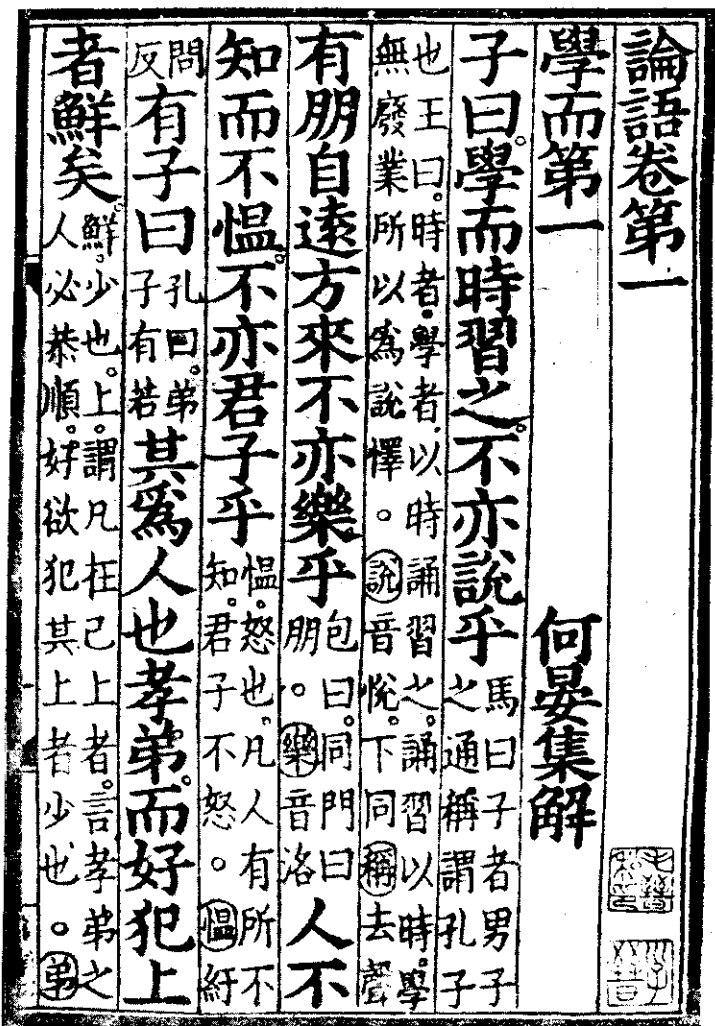 論語卷第一
學而第一 何晏集解
子曰。學而時習之。不亦說乎馬曰子者男子之通稱謂孔子
也王曰。時者。學者。以時誦習之。誦習以時。學無廢業所以爲說懌。說音悅。下同稱去聲
有朋自遠方來不亦樂乎包曰。同門曰朋。樂音洛人不
知而不愠。不亦君子乎愠。怒也。凡人有所不知。君子不怒。愠紆
問反有子曰孔曰。弟子有若其爲人也孝弟。而好犯上
者鮮矣。鮮。少也。上。謂凡在己上者。言孝弟之人必恭順。好欲犯其上者少也。弟